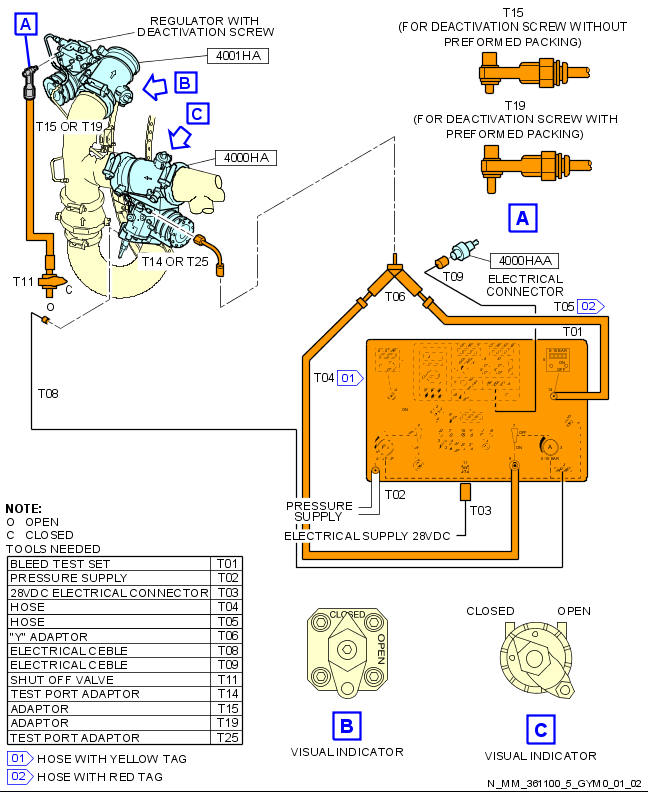 A
REGULATOR WITH
DEACTIVATION SCREW
4001HA
B
C
T15 OR T19
4000HA
T14 OR T25
T11
C
O
T08
T15
(FOR DEACTIVATION SCREW WITHOUT
PREFORMED PACKING)
T19
(FOR DEACTIVATION SCREW WITH
PREFORMED PACKING)
A
4000HAA
T09
ELECTRICAL
CONNECTOR
T06
T05 02
T01
T04 01
ON
OFF
ON
A
T02
PRESSURE
SUPPLY
T03
ELECTRICAL SUPPLY 28VDC
NOTE:
O OPEN
C CLOSED
TOOLS NEEDED
BLEED TEST SET T01
PRESSURE SUPPLY T02
28VDC ELECTRICAL CONNECTOR T03
HOSE T04
HOSE T05
"Y" ADAPTOR T06
ELECTRICAL CEBLE T08
ELECTRICAL CEBLE T09
SHUT OFF VALVE T11
TEST PORT ADAPTOR T14
ADAPTOR T15
ADAPTOR T19
TEST PORT ADAPTOR T25
01 HOSE WITH YELLOW TAG
02 HOSE WITH RED TAG
CLOSED
OPEN
B
VISUAL INDICATOR
CLOSED OPEN
C
VISUAL INDICATOR
N_MM_361100_5_GYM0_01_02